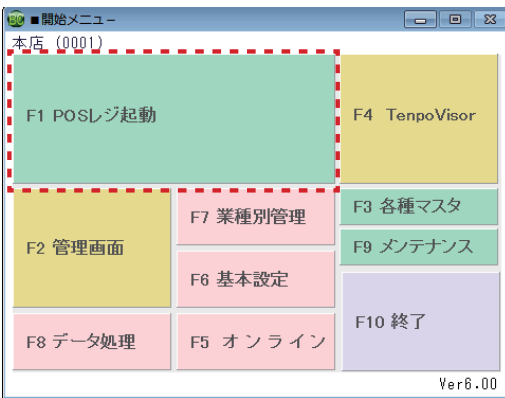 ■開始メニュー
本店 (0001)
F1 POSレジ起動
F4 TenpoVisor
F2 管理画面
F7 業種別管理
F3 各種マスタ
F9 メンテナンス
F6 基本設定
F10 終了
F8 データ処理
F5 オンライン
Ver6.00